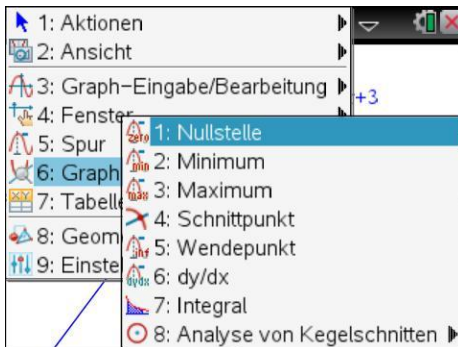 1: Aktionen
2: Ansicht
3: Graph-Eingabe/Bearbeitung
+3
4: Fenster
5: Spur
6: Graph
7: Tabelle
8: Geom
9: Einste
1: Nullstelle
2: Minimum
3: Maximum
4: Schnittpunkt
5: Wendepunkt
6: dy/dx
7: Integral
8: Analyse von Kegelschnitten